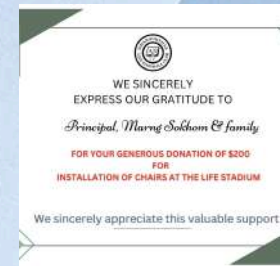 WE SINCERELY
EXPRESS OUR GRATITUDE TO
Principal, Marng Sokhom & family
FOR YOUR GENEROUS DONATION OF $200
FOR
INSTALLATION OF CHAIRS AT THE LIFE STADIUM
We sincerely appreciate this valuable support